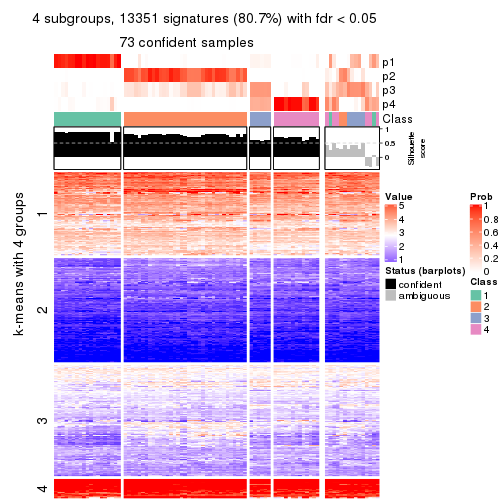 4 subgroups, 13351 signatures (80.7%) with fdr < 0.05
73 confident samples
p1
p2
p3
p4
Class
1
0.5
0
Silhouette
score
k-means with 4 groups
1
2
3
4
Value
5
4
3
2
1
Status (barplots)
confident
ambiguous
Prob
1
0.8
0.6
0.4
0.2
0
Class
1
2
3
4